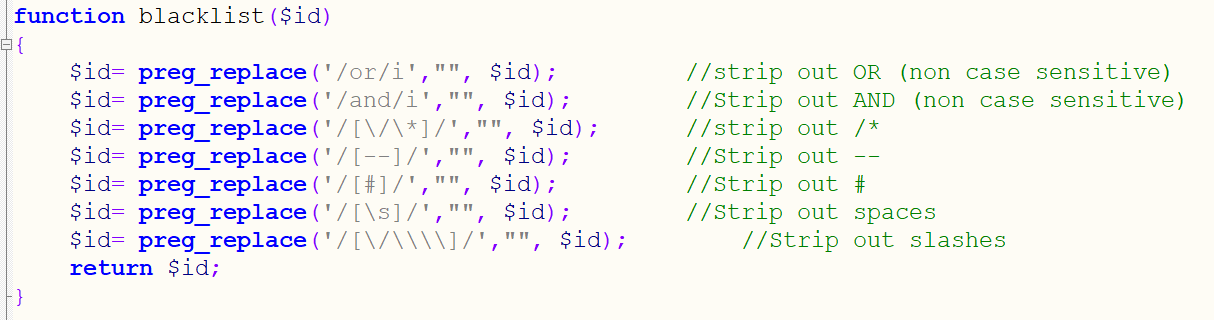 function blacklist($id)
{
    $id= preg_replace('/or/i',"", $id);         //strip out OR (non case sensitive)
    $id= preg_replace('/and/i',"", $id);        //Strip out AND (non case sensitive)
    $id= preg_replace('/[\/\*]/',"", $id);      //strip out /*
    $id= preg_replace('/[--]/',"", $id);        //Strip out --
    $id= preg_replace('/[#]/',"", $id);         //Strip out #
    $id= preg_replace('/[\s]/',"", $id);        //Strip out spaces
    $id= preg_replace('/[\/\\\\]/',"", $id);        //Strip out slashes
    return $id;
}